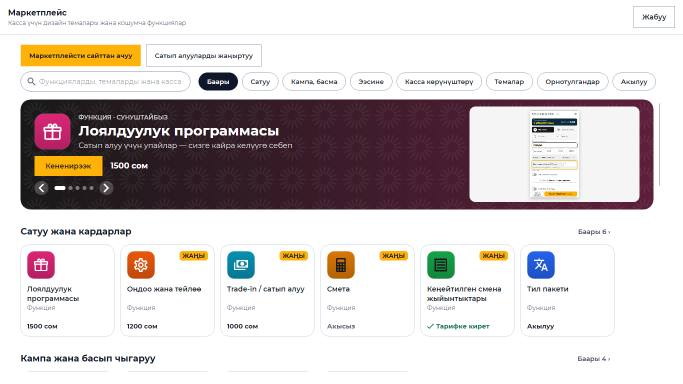 Маркетплейс
Касса үчүн дизайн темалары жана кошумча функциялар
Жабуу
Маркетплейсти сайттан ачуу
Сатып алууларды жаңыртуу
Функцияларды, темаларды жана касса
Баары
Сатуу
Кампа, басма
Эәсине
Касса көрүнүштөрү
Темалар
Орнотулгандар
Акылуу
ФУНКЦИЯ · СУНУШТАЙБЫЗ
Лоялдуулук программасы
Сатып алуу үчүн упайлар — сизге кайра келүүгө себеп
Кененирээк
1500 сом
Сатуу жана кардарлар
Баары 6 ›
Лоялдуулук программасы
Функция
1500 сом
ЖАҢЫ
Оңдоо жана тейлөө
Функция
1200 сом
ЖАҢЫ
Trade-in / сатып алуу
Функция
1000 сом
ЖАҢЫ
Смета
Функция
Акысыз
ЖАҢЫ
Кеңейтилген смена жыйынтыктары
Функция
Тарифке кирет
Тил пакети
Функция
Акылуу
Кампа жана басып чыгаруу
Баары 4 ›